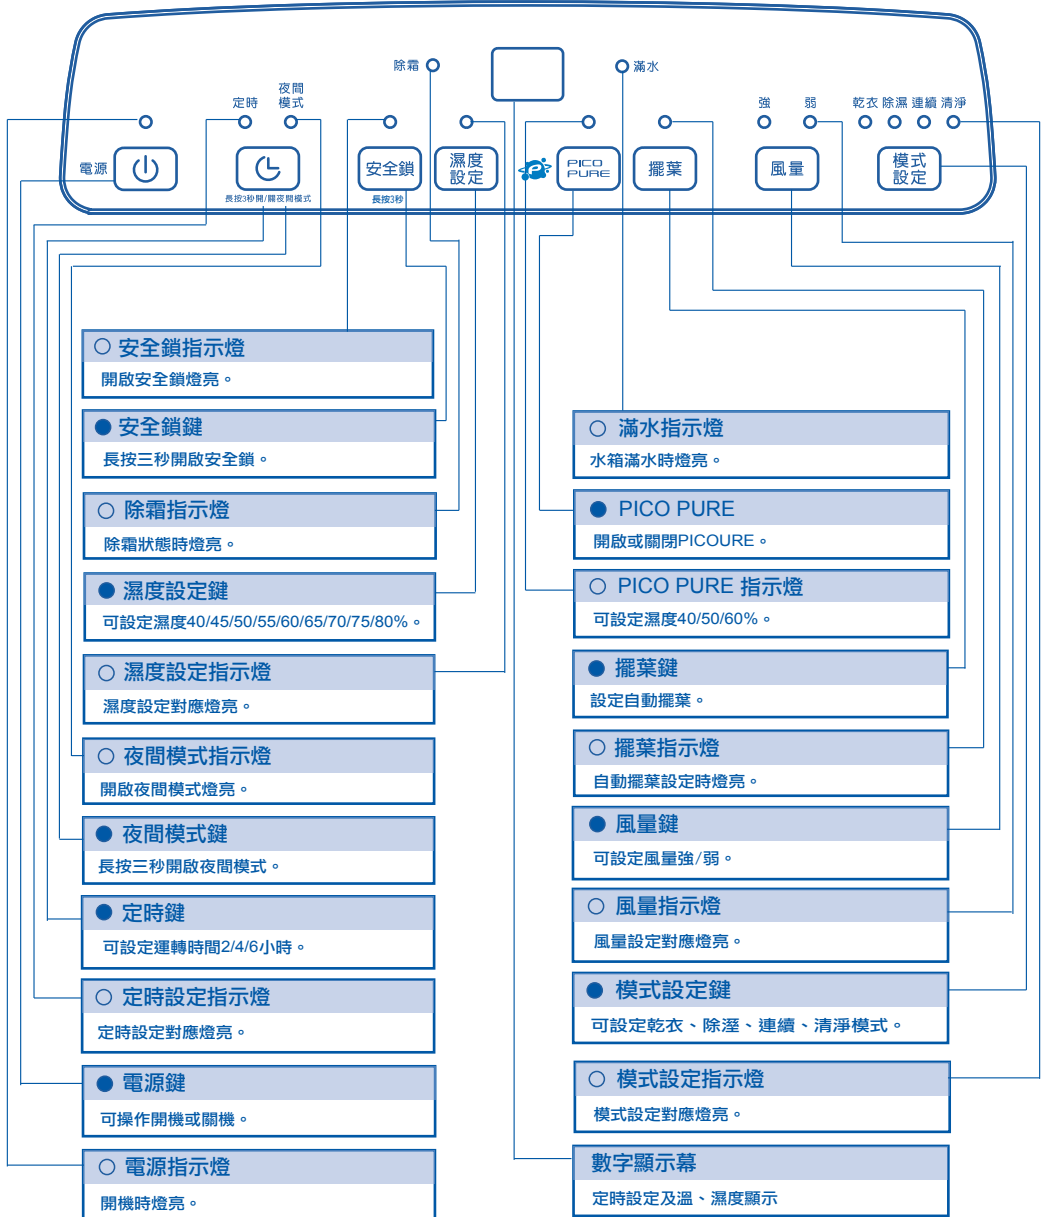 除霜
滿水
夜間
定時 模式
強 弱 乾衣 除濕 連續 清淨
電源
安全鎖
濕度
設定
PICO
PURE
擺葉
風量
模式
設定
長按3秒開/關夜間模式
長按3秒
安全鎖指示燈
開啟安全鎖燈亮。
安全鎖鍵
長按三秒開啟安全鎖。
除霜指示燈
除霜狀態時燈亮。
濕度設定鍵
可設定濕度40/45/50/55/60/65/70/75/80%。
濕度設定指示燈
濕度設定對應燈亮。
夜間模式指示燈
開啟夜間模式燈亮。
夜間模式鍵
長按三秒開啟夜間模式。
定時鍵
可設定運轉時間2/4/6小時。
定時設定指示燈
定時設定對應燈亮。
電源鍵
可操作開機或關機。
電源指示燈
開機時燈亮。
滿水指示燈
水箱滿水時燈亮。
PICO PURE
開啟或關閉PICOURE。
PICO PURE 指示燈
可設定濕度40/50/60%。
擺葉鍵
設定自動擺葉。
擺葉指示燈
自動擺葉設定時燈亮。
風量鍵
可設定風量強/弱。
風量指示燈
風量設定對應燈亮。
模式設定鍵
可設定乾衣、除溼、連續、清淨模式。
模式設定指示燈
模式設定對應燈亮。
數字顯示幕
定時設定及溫、濕度顯示